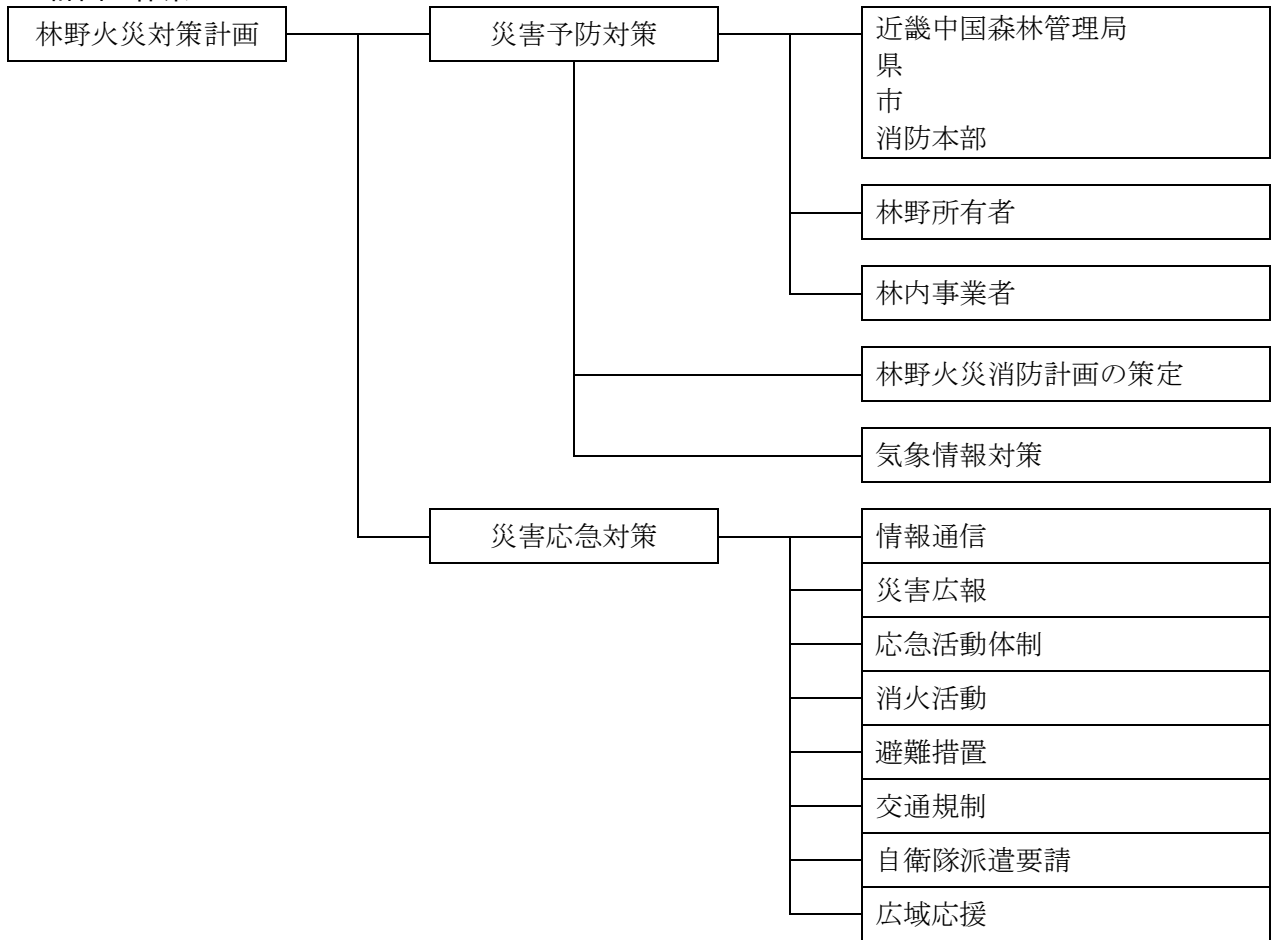 林野火災対策計画
災害予防対策
近畿中国森林管理局
県
市
消防本部
林野所有者
林内事業者
林野火災消防計画の策定
気象情報対策
災害応急対策
情報通信
災害広報
応急活動体制
消火活動
避難措置
交通規制
自衛隊派遣要請
広域応援